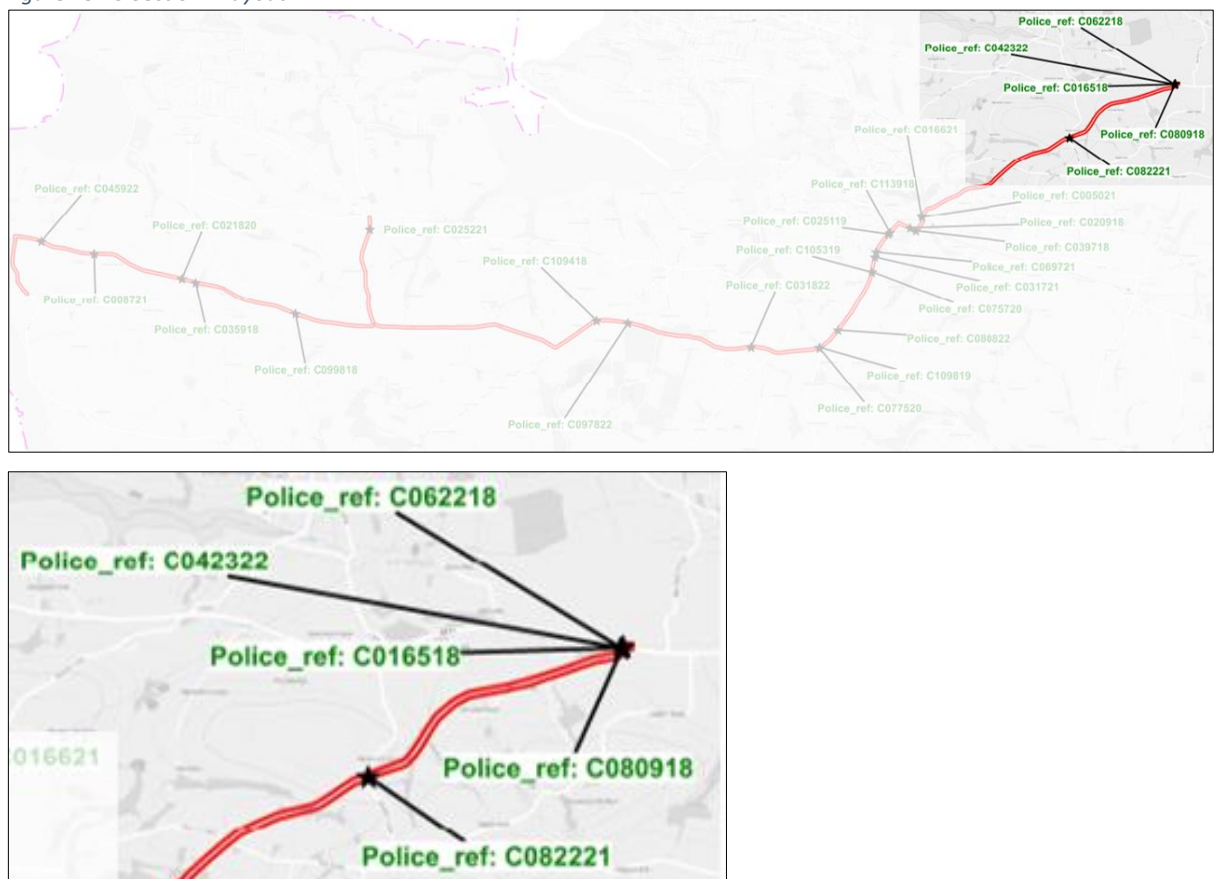 Police_ref: C062218
Police_ref: C042322
Police_ref: C016518
Police_ref: C016621
Police_ref: C080918
Police_ref: C082221
Police_ref: C113918
Police_ref: C045922
Police_ref: C005021
Police_ref: C025119
Police_ref: C020918
Police_ref: C021820
Police_ref: C025221
Police_ref: C039718
Police_ref: C105319
Police_ref: C109418
Police_ref: C069721
Police_ref: C031822
Police_ref: C031721
Police_ref: C008721
Police_ref: C075720
Police_ref: C035918
Police_ref: C088822
Police_ref: C099818
Police_ref: C109819
Police_ref: C077520
Police_ref: C097822
Police_ref: C062218
Police_ref: C042322
Police_ref: C016518
C016621
Police_ref: C080918
Police_ref: C082221